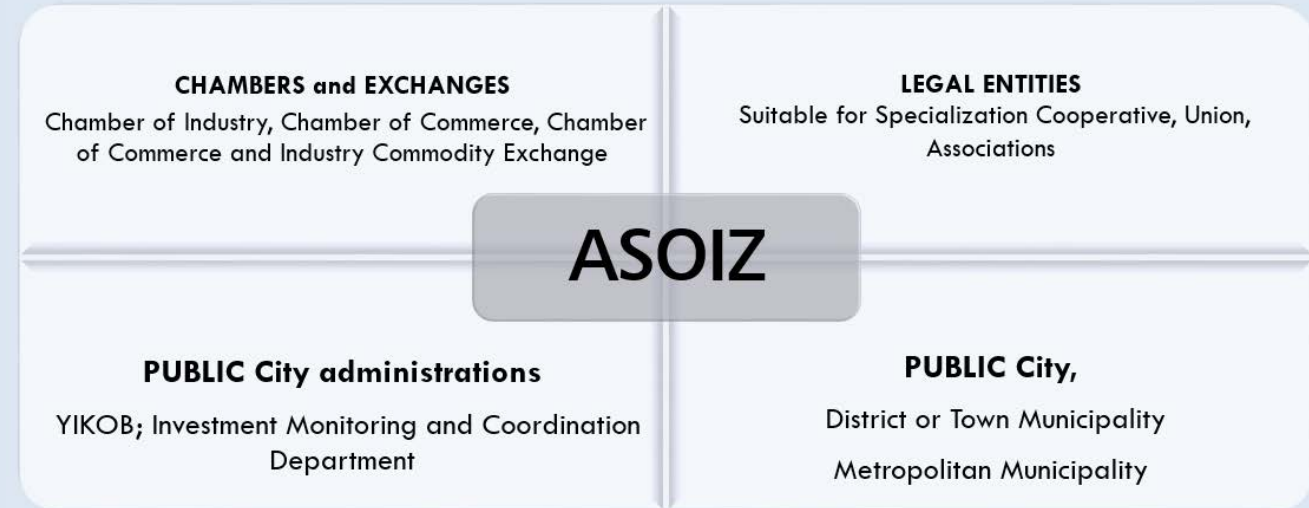 CHAMBERS and EXCHANGES
Chamber of Industry, Chamber of Commerce, Chamber
of Commerce and Industry Commodity Exchange
LEGAL ENTITIES
Suitable for Specialization Cooperative, Union,
Associations
ASOIZ
PUBLIC City administrations
YIKOB; Investment Monitoring and Coordination
Department
PUBLIC City,
District or Town Municipality
Metropolitan Municipality